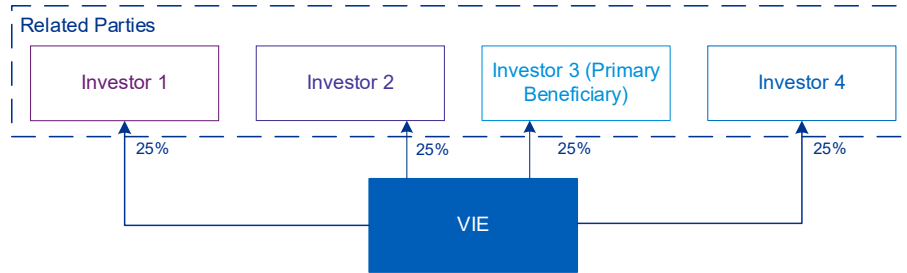 Related Parties
Investor 1
Investor 2
Investor 3 (Primary
Beneficiary)
Investor 4
25%
25%
25%
25%
VIE